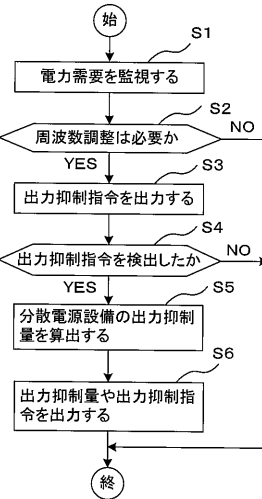 始
S1
電力需要を監視する
S2
周波数調整は必要か
NO
YES
S3
出力抑制指令を出力する
S4
出力抑制指令を検出したか
NO
YES
S5
分散電源設備の出力抑制
量を算出する
S6
出力抑制量や出力抑制指
令を出力する
終